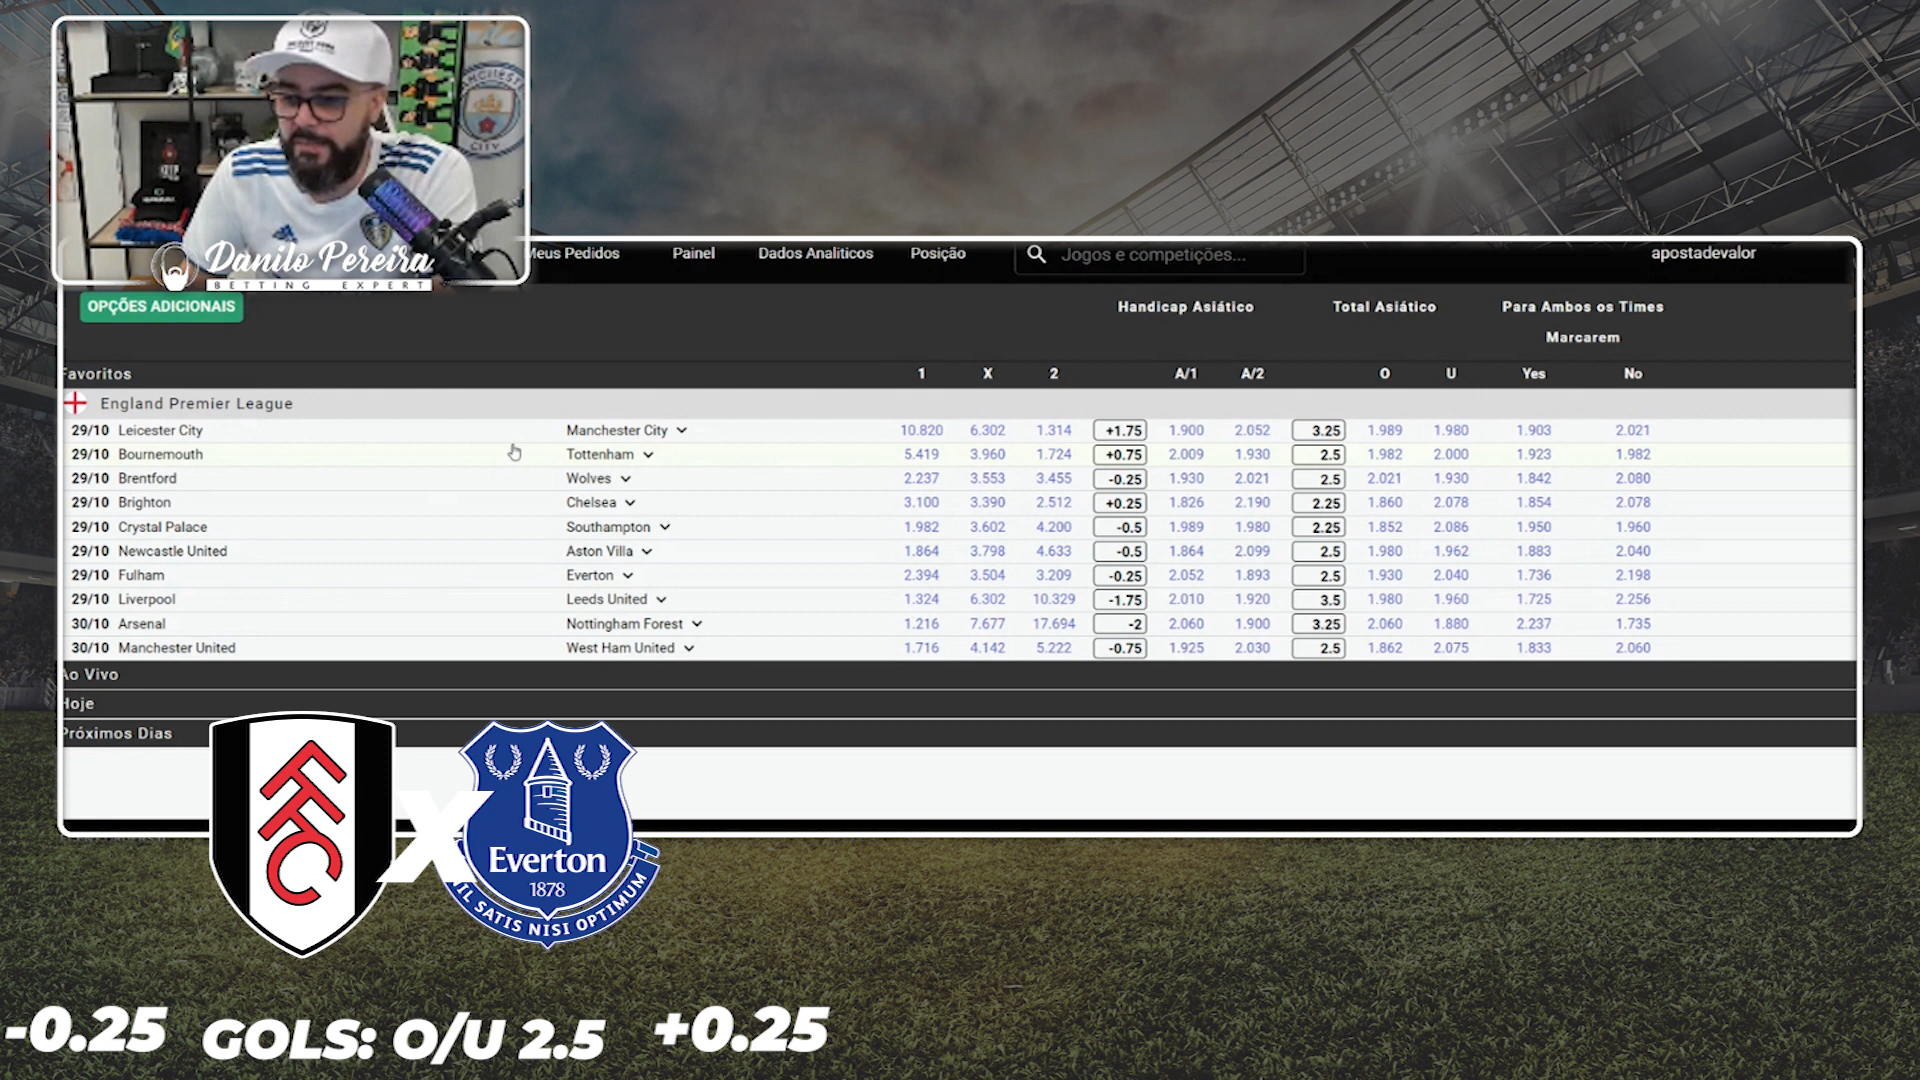 MANCHESTER
CITY
Danilo Pereira
BETTING EXPERT
Meus Pedidos Painel Dados Analiticos Posição Jogos e competições... apostadevalor
OPÇÕES ADICIONAIS Handicap Asiático Total Asiático Para Ambos os Times
Marcarem
Favoritos 1 X 2 A/1 A/2 O U Yes No
England Premier League
29/10 Leicester City Manchester City 10.820 6.302 1.314 +1.75 1.900 2.052 3.25 1.989 1.980 1.903 2.021
29/10 Bournemouth Tottenham 5.419 3.960 1.724 +0.75 2.009 1.930 2.5 1.982 2.000 1.923 1.982
29/10 Brentford Wolves 2.237 3.553 3.455 -0.25 1.930 2.021 2.5 2.021 1.930 1.842 2.080
29/10 Brighton Chelsea 3.100 3.390 2.512 +0.25 1.826 2.190 2.25 1.860 2.078 1.854 2.078
29/10 Crystal Palace Southampton 1.982 3.602 4.200 -0.5 1.989 1.980 2.25 1.852 2.086 1.950 1.960
29/10 Newcastle United Aston Villa 1.864 3.798 4.633 -0.5 1.864 2.099 2.5 1.980 1.962 1.883 2.040
29/10 Fulham Everton 2.394 3.504 3.209 -0.25 2.052 1.893 2.5 1.930 2.040 1.736 2.198
29/10 Liverpool Leeds United 1.324 6.302 10.329 -1.75 2.010 1.920 3.5 1.980 1.960 1.725 2.256
30/10 Arsenal Nottingham Forest 1.216 7.677 17.694 -2 2.060 1.900 3.25 2.060 1.880 2.237 1.735
30/10 Manchester United West Ham United 1.716 4.142 5.222 -0.75 1.925 2.030 2.5 1.862 2.075 1.833 2.060
Ao Vivo
Hoje
Próximos Dias
FFC
X
Everton
1878
NIL SATIS NISI OPTIMUM
-0.25 GOLS: O/U 2.5 +0.25